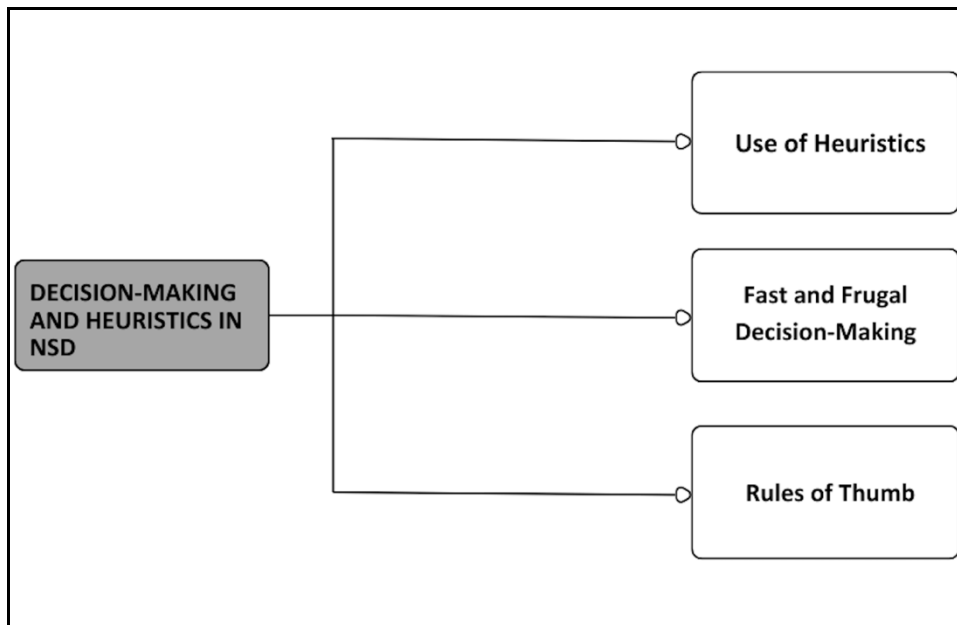 DECISION-MAKING
AND HEURISTICS IN
NSD
Use of Heuristics
Fast and Frugal
Decision-Making
Rules of Thumb